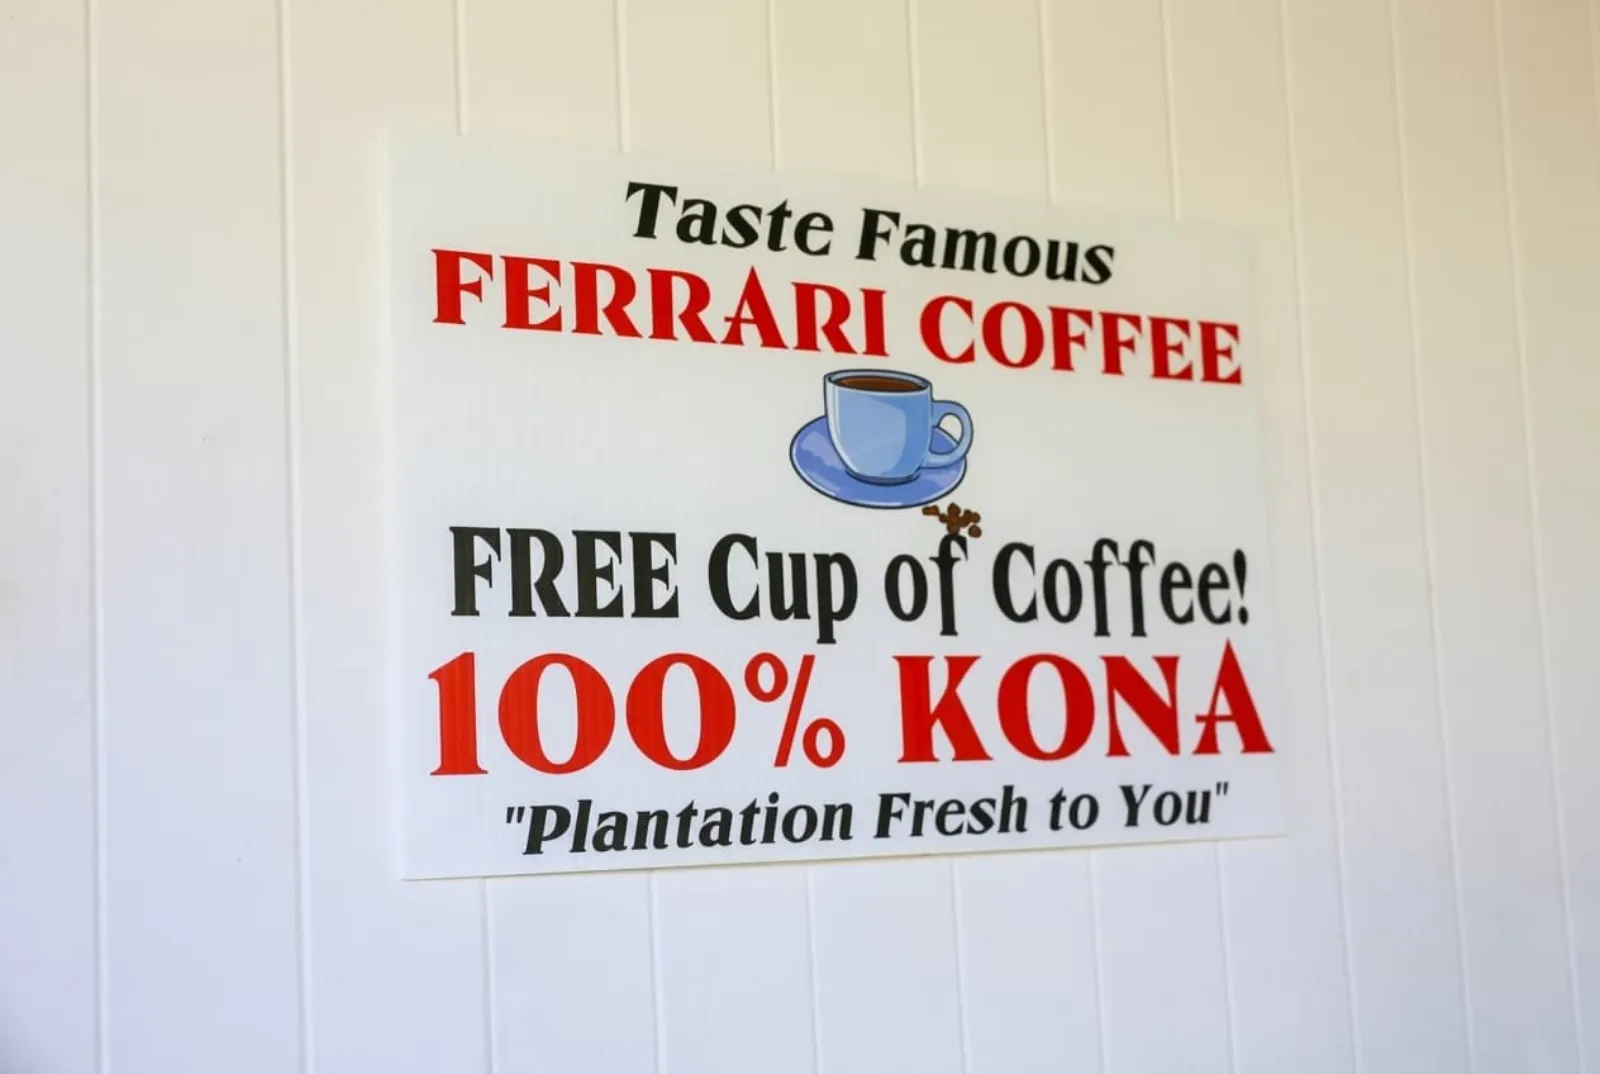 Taste Famous
FERRARI COFFEE
FREE Cup of Coffee!
100% KONA
"Plantation Fresh to You"